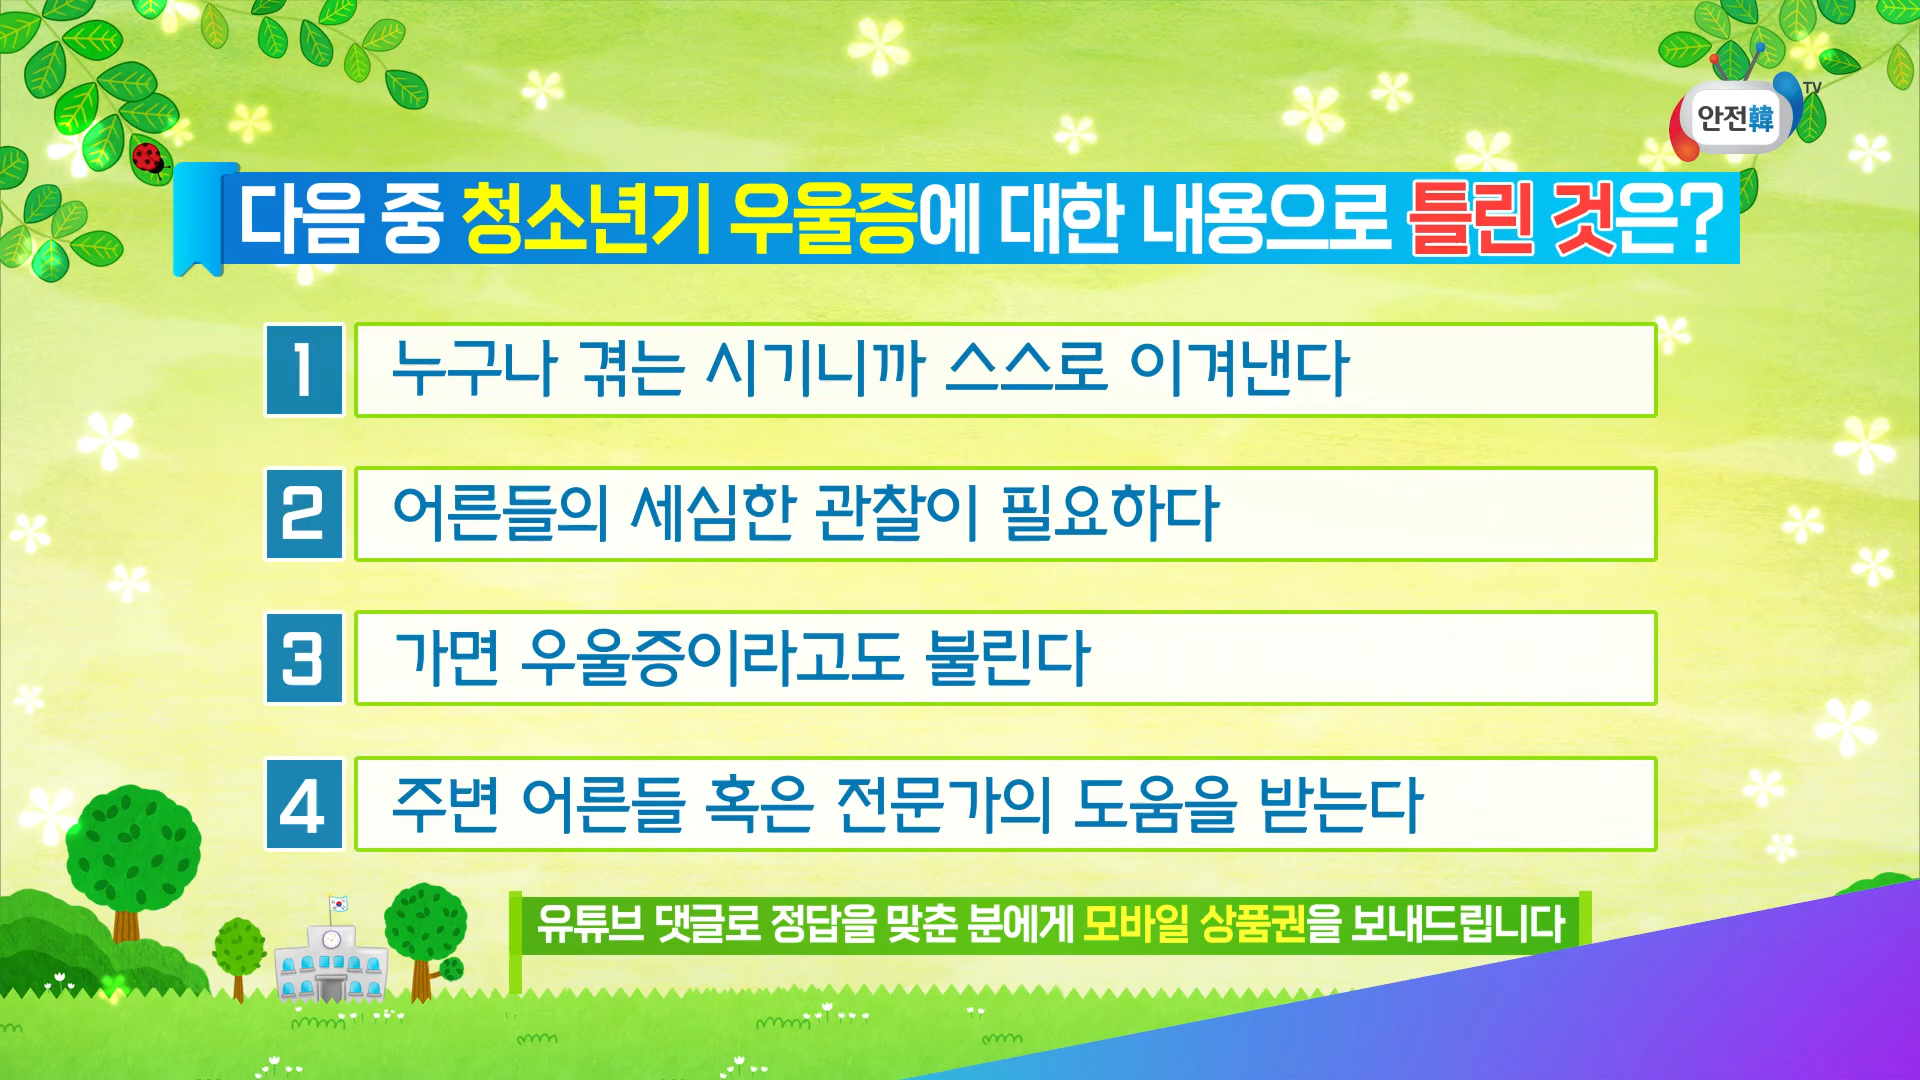 안전韓 TV
다음 중 청소년기 우울증에 대한 내용으로 틀린 것은?
1 누구나 겪는 시기니까 스스로 이겨낸다
2 어른들의 세심한 관찰이 필요하다
3 가면 우울증이라고도 불린다
4 주변 어른들 혹은 전문가의 도움을 받는다
유튜브 댓글로 정답을 맞춘 분에게 모바일 상품권을 보내드립니다